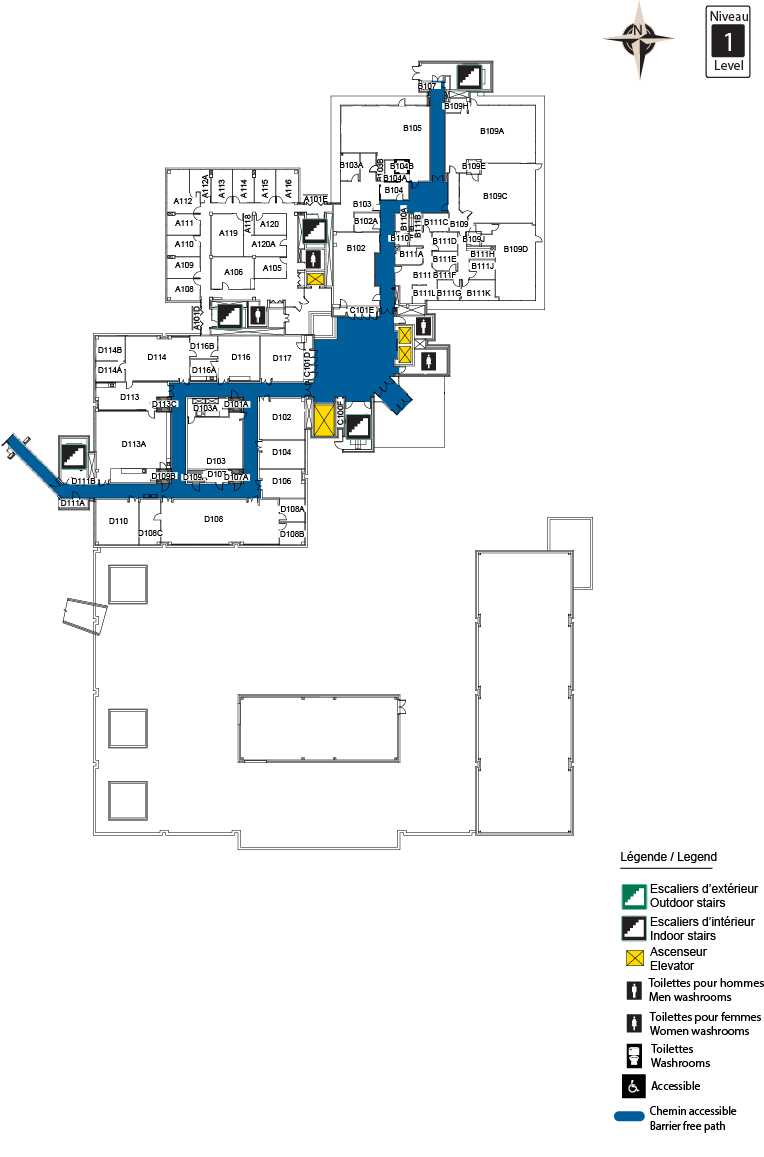 Niveau
1
Level
N
B107
B109H
B105
B109A
B103A
B103B
B104B
B104A
B109E
B104
B103
B109C
B102A
B110A
B111B
B111C
B109
B110F
B111D
B109J
B109D
B102
B111A
B111E
B111H
B111J
B111
B111F
B111L
B111G
B111K
A112
A112A
A113
A114
A115
A116
A101E
A111
A119
A118
A120
A110
A120A
A109
A106
A105
A108
A101D
C101E
D114B
D114
D116B
D116
D117
C101D
D114A
D116A
D113
D113C
D103A
D101A
D102
C100F
D113A
D103
D104
D111B
D109B
D109A
D107A
D106
D111A
D110
D108C
D108
D108A
D108B
Légende / Legend
Escaliers d’extérieur
Outdoor stairs
Escaliers d’intérieur
Indoor stairs
Ascenseur
Elevator
Toilettes pour hommes
Men washrooms
Toilettes pour femmes
Women washrooms
Toilettes
Washrooms
Accessible
Chemin accessible
Barrier free path